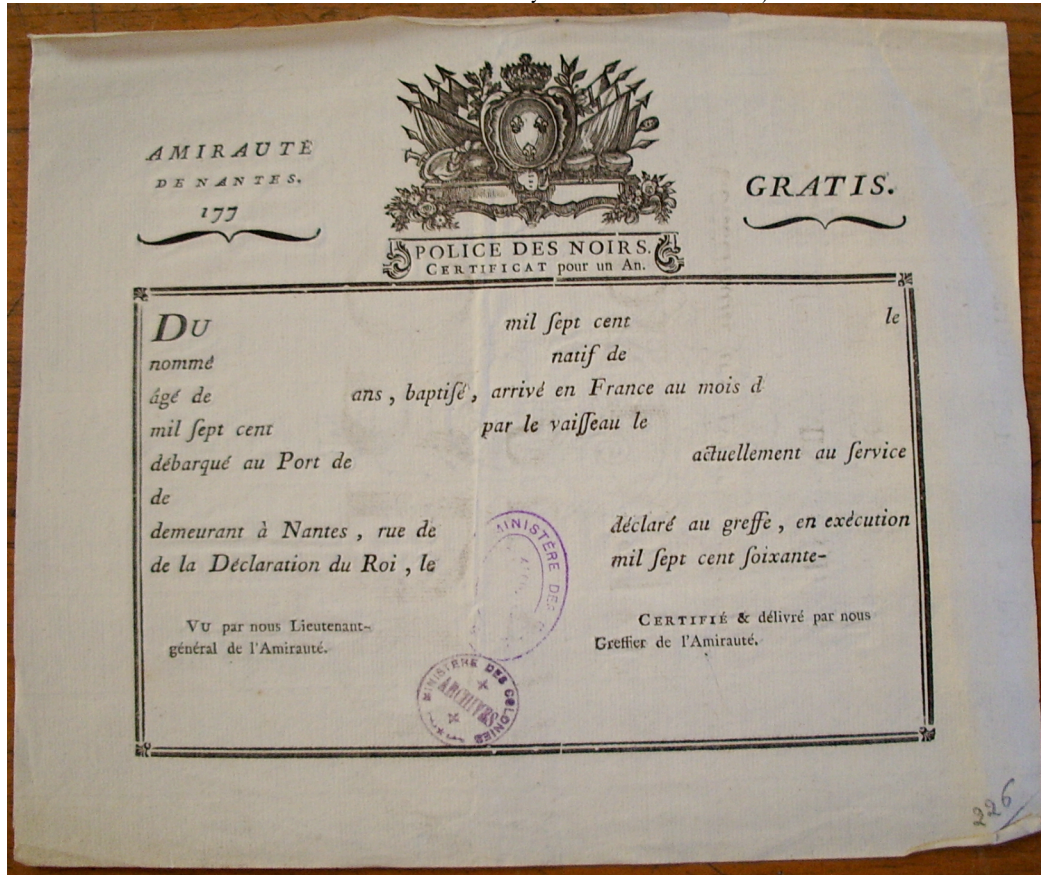 AMIRAUTÉ
DE NANTES.
177
GRATIS.
POLICE DES NOIRS.
CERTIFICAT pour un An.
DU mil ſept cent le
nommé natif de
âgé de ans, baptiſé, arrivé en France au mois d
mil ſept cent par le vaiſſeau le
débarqué au Port de actuellement au ſervice
de
demeurant à Nantes, rue de déclaré au greffe, en exécution
de la Déclaration du Roi, le mil ſept cent ſoixante-
VU par nous Lieutenant-
général de l'Amirauté.
CERTIFIÉ & délivré par nous
Greffier de l'Amirauté.
MINISTÈRE DES
MINISTÈRE DES COLONIES
ARCHIVES
226